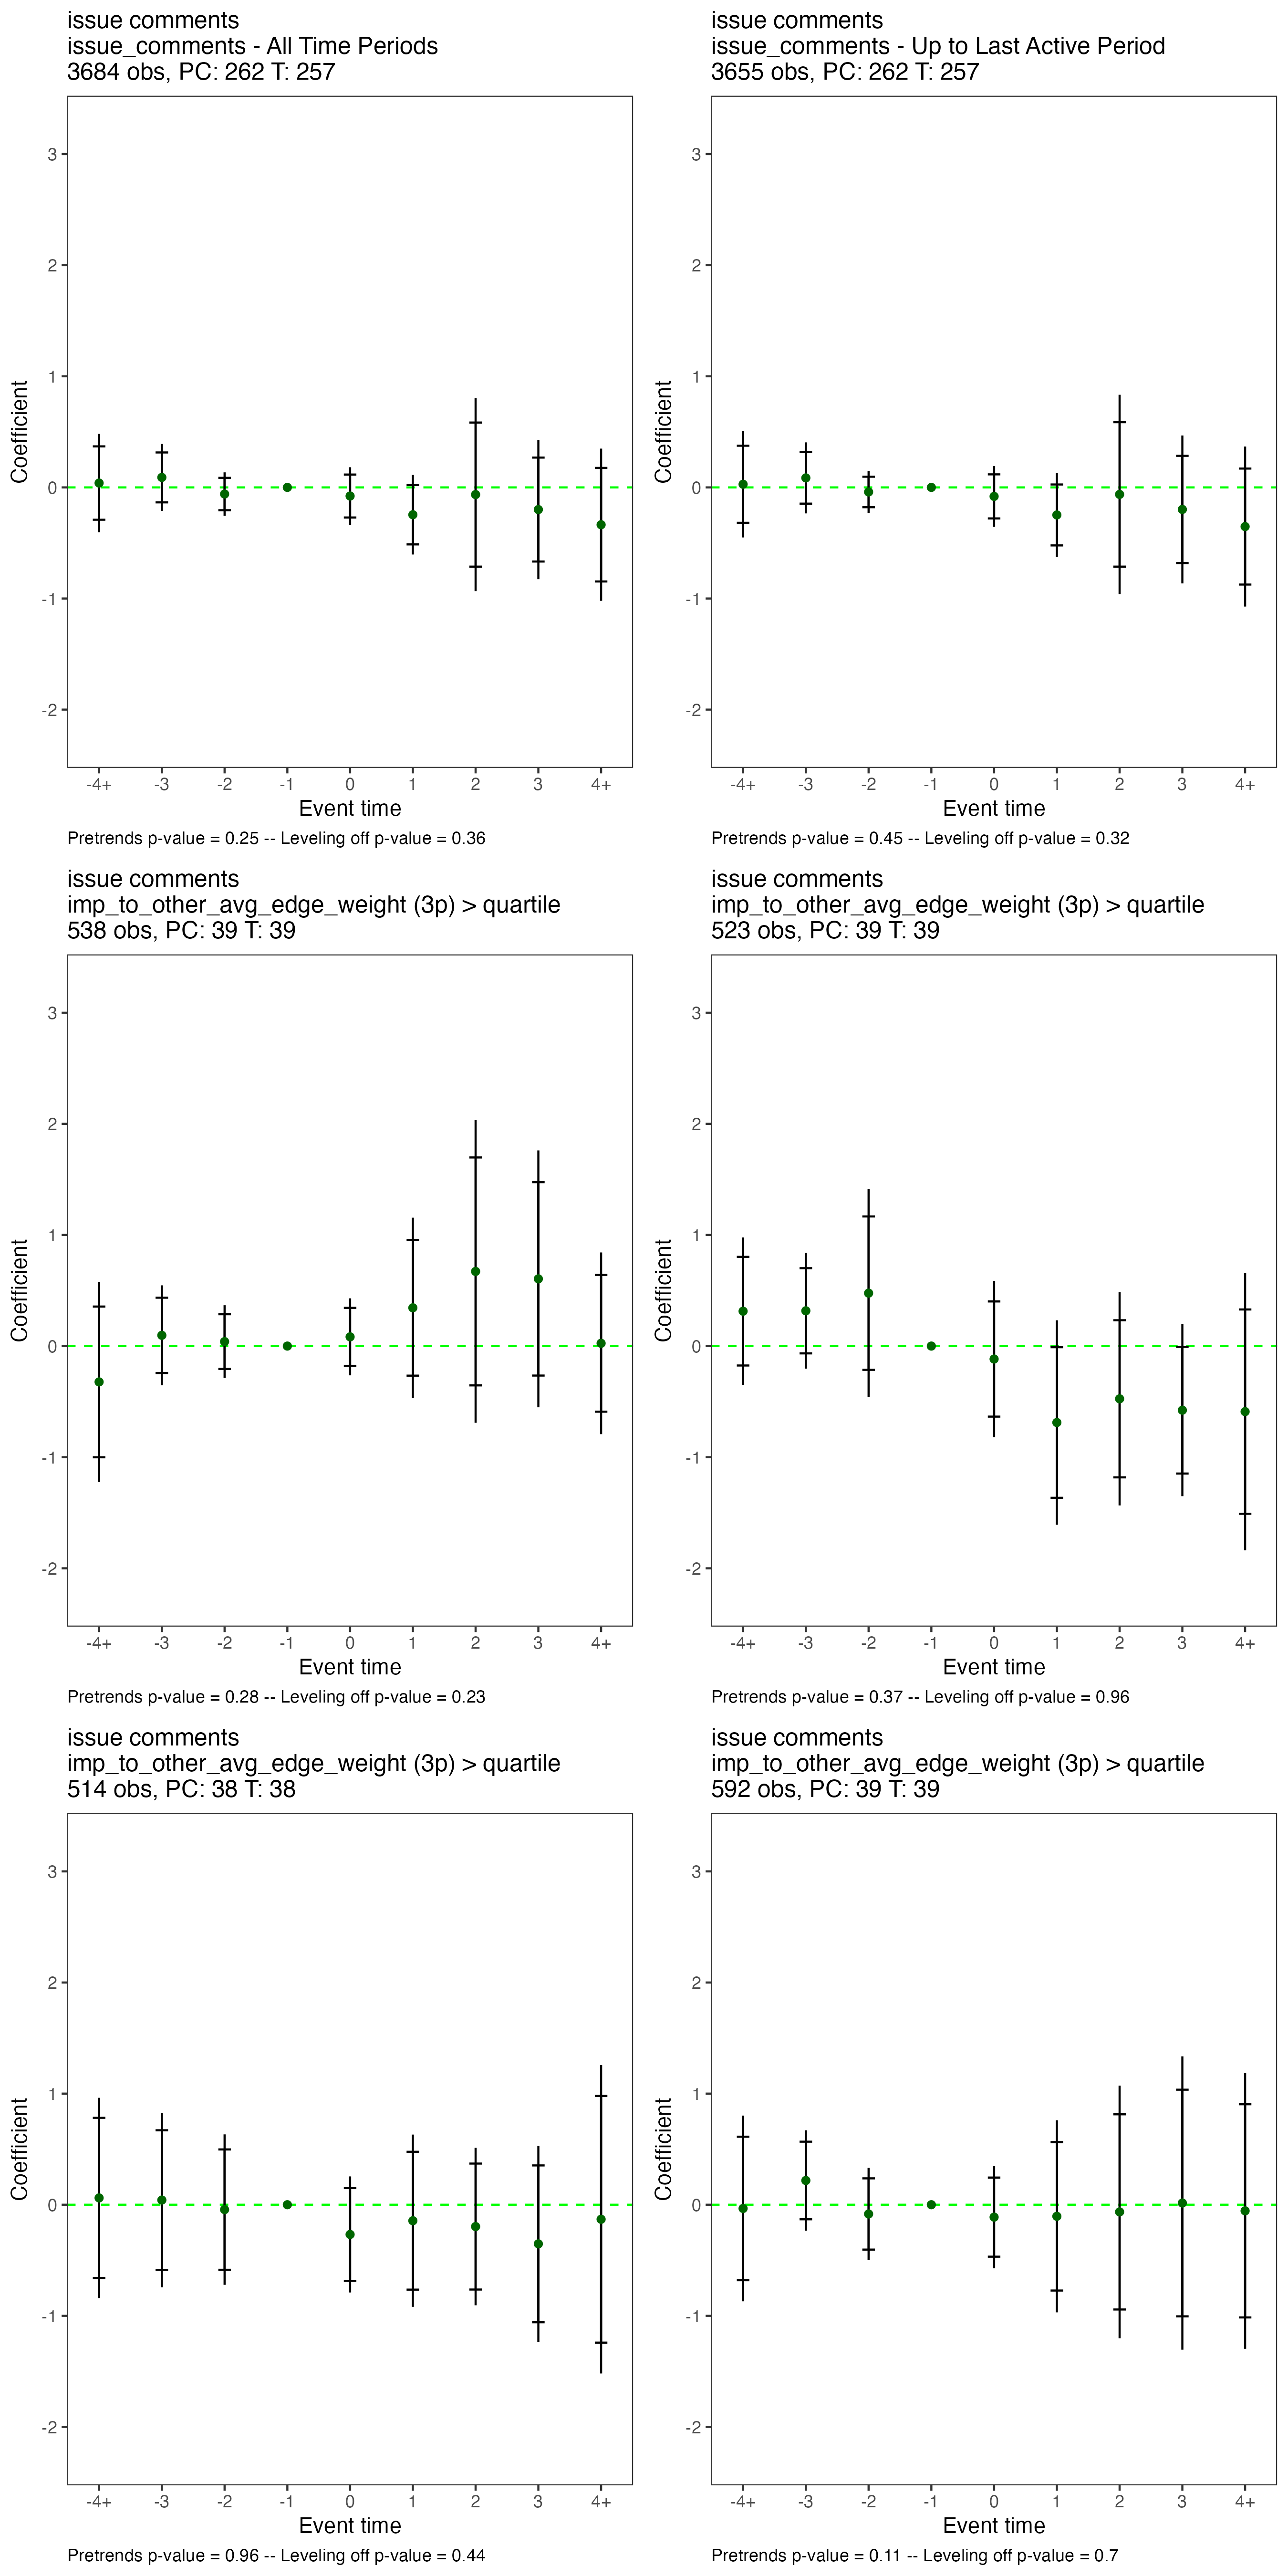 issue comments
issue_comments - All Time Periods
3684 obs, PC: 262 T: 257
3
2
1
0
-1
-2
Coefficient
-4+ -3 -2 -1 0 1 2 3 4+
Event time
Pretrends p-value = 0.25 -- Leveling off p-value = 0.36
issue comments
issue_comments - Up to Last Active Period
3655 obs, PC: 262 T: 257
3
2
1
0
-1
-2
Coefficient
-4+ -3 -2 -1 0 1 2 3 4+
Event time
Pretrends p-value = 0.45 -- Leveling off p-value = 0.32
issue comments
imp_to_other_avg_edge_weight (3p) > quartile
538 obs, PC: 39 T: 39
3
2
1
0
-1
-2
Coefficient
-4+ -3 -2 -1 0 1 2 3 4+
Event time
Pretrends p-value = 0.28 -- Leveling off p-value = 0.23
issue comments
imp_to_other_avg_edge_weight (3p) > quartile
523 obs, PC: 39 T: 39
3
2
1
0
-1
-2
Coefficient
-4+ -3 -2 -1 0 1 2 3 4+
Event time
Pretrends p-value = 0.37 -- Leveling off p-value = 0.96
issue comments
imp_to_other_avg_edge_weight (3p) > quartile
514 obs, PC: 38 T: 38
3
2
1
0
-1
-2
Coefficient
-4+ -3 -2 -1 0 1 2 3 4+
Event time
Pretrends p-value = 0.96 -- Leveling off p-value = 0.44
issue comments
imp_to_other_avg_edge_weight (3p) > quartile
592 obs, PC: 39 T: 39
3
2
1
0
-1
-2
Coefficient
-4+ -3 -2 -1 0 1 2 3 4+
Event time
Pretrends p-value = 0.11 -- Leveling off p-value = 0.7